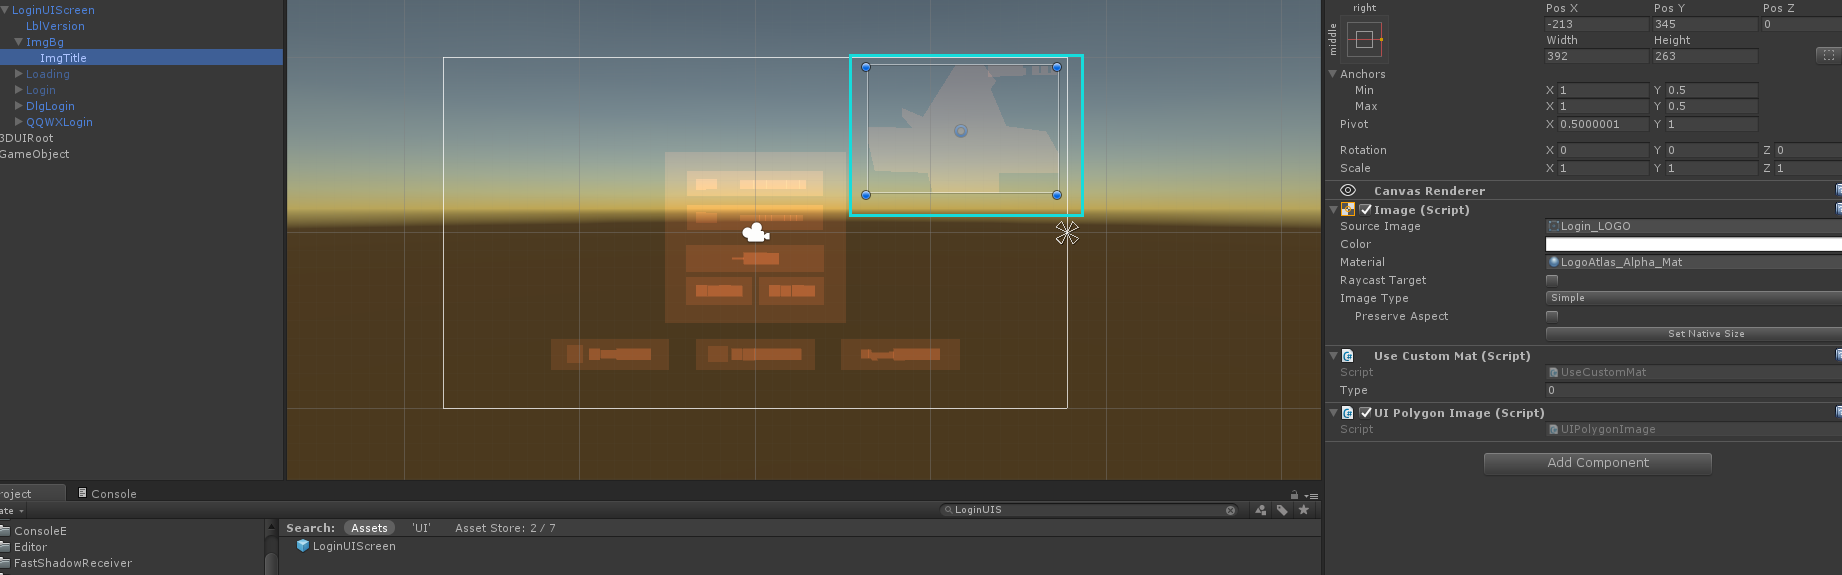 LoginUIScreen
LblVersion
ImgBg
ImgTitle
Loading
Login
DlgLogin
QQWXLogin
3DUIRoot
GameObject
right
middle
Pos X Pos Y Pos Z
-213 345 0
Width Height
392 263
Anchors
Min X 1 Y 0.5
Max X 1 Y 0.5
Pivot X 0.5000001 Y 1
Rotation X 0 Y 0 Z 0
Scale X 1 Y 1 Z 1
Canvas Renderer
Image (Script)
Source Image Login_LOGO
Color
Material LogoAtlas_Alpha_Mat
Raycast Target
Image Type Simple
Preserve Aspect
Set Native Size
Use Custom Mat (Script)
Script UseCustomMat
Type 0
UI Polygon Image (Script)
Script UIPolygonImage
Add Component
roject Console
ate
LoginUIS
ConsoleE
Editor
FastShadowReceiver
Search: Assets 'UI' Asset Store: 2 / 7
LoginUIScreen